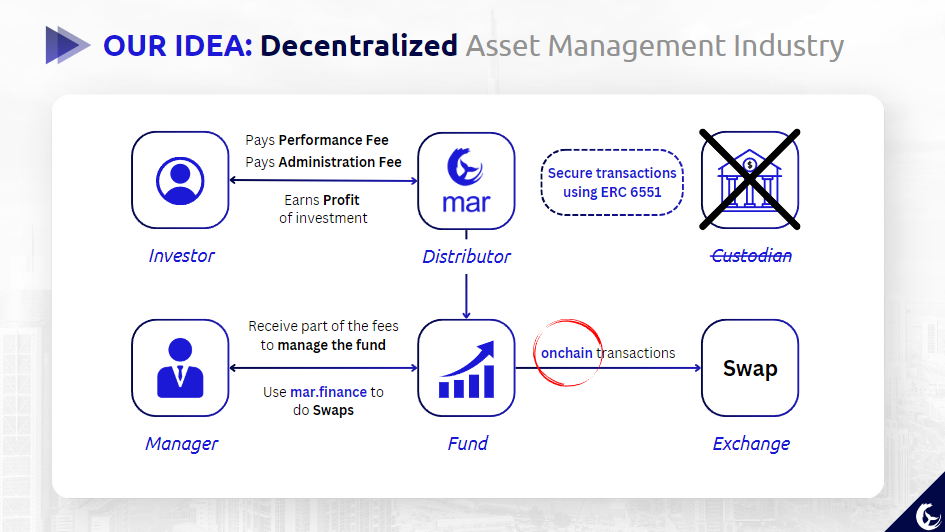 OUR IDEA: Decentralized Asset Management Industry
Pays Performance Fee
Pays Administration Fee
Earns Profit
of investment
mar
Secure transactions
using ERC 6551
$
Investor
Distributor
Custodian
Receive part of the fees
to manage the fund
Use mar.finance to
do Swaps
onchain transactions
Swap
Manager
Fund
Exchange